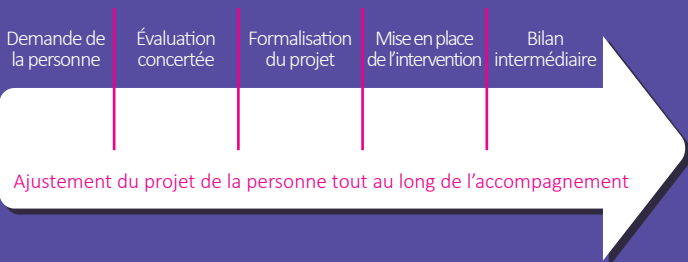 Demande de
la personne
Évaluation
concertée
Formalisation
du projet
Mise en place
de l'intervention
Bilan
intermédiaire
Ajustement du projet de la personne tout au long de l'accompagnement